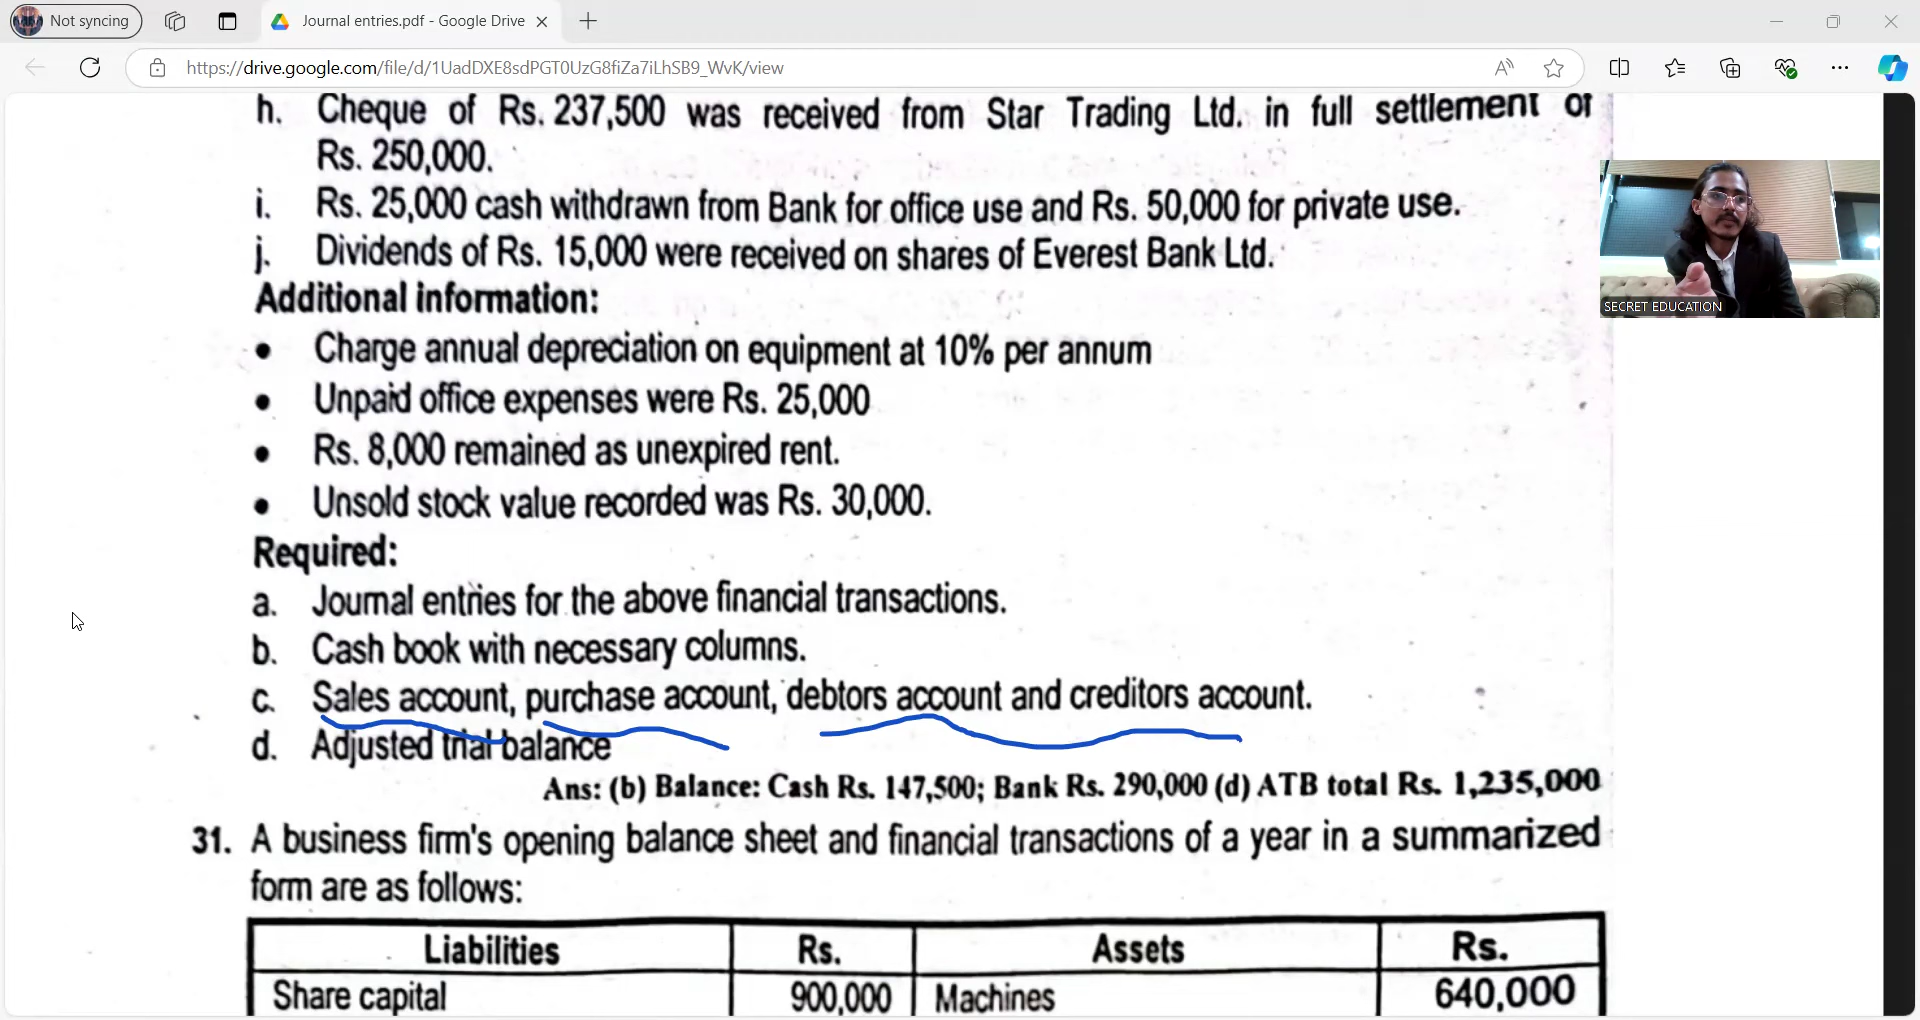 Not syncing
Journal entries.pdf - Google Drive
https://drive.google.com/file/d/1UadDXE8sdPGT0UzG8fiZa7iLhSB9_WvK/view
h. Cheque of Rs. 237,500 was received from Star Trading Ltd. in full settlement of
Rs. 250,000.
i. Rs. 25,000 cash withdrawn from Bank for office use and Rs. 50,000 for private use.
j. Dividends of Rs. 15,000 were received on shares of Everest Bank Ltd.
SECRET EDUCATION
Additional information:
• Charge annual depreciation on equipment at 10% per annum
• Unpaid office expenses were Rs. 25,000
• Rs. 8,000 remained as unexpired rent.
• Unsold stock value recorded was Rs. 30,000.
Required:
a. Journal entries for the above financial transactions.
b. Cash book with necessary columns.
c. Sales account, purchase account, debtors account and creditors account.
d. Adjusted trial balance
Ans: (b) Balance: Cash Rs. 147,500; Bank Rs. 290,000 (d) ATB total Rs. 1,235,000
31. A business firm's opening balance sheet and financial transactions of a year in a summarized
form are as follows:
Liabilities Rs. Assets Rs.
Share capital 900,000 Machines 640,000